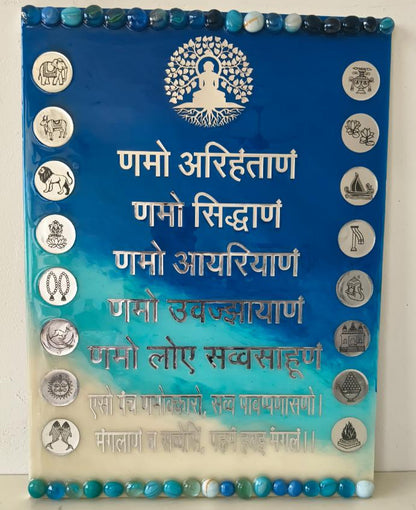 णमो अरिहंताणं
णमो सिद्धाणं
णमो आयरियाणं
णमो उवज्झायाणं
णमो लोए सव्वसाहूणं
एसो पंच णमोक्कारो, सव्व पावप्पणासणो।
मंगलाणं च सव्वेसिं, पढमं हवइ मंगलं।।